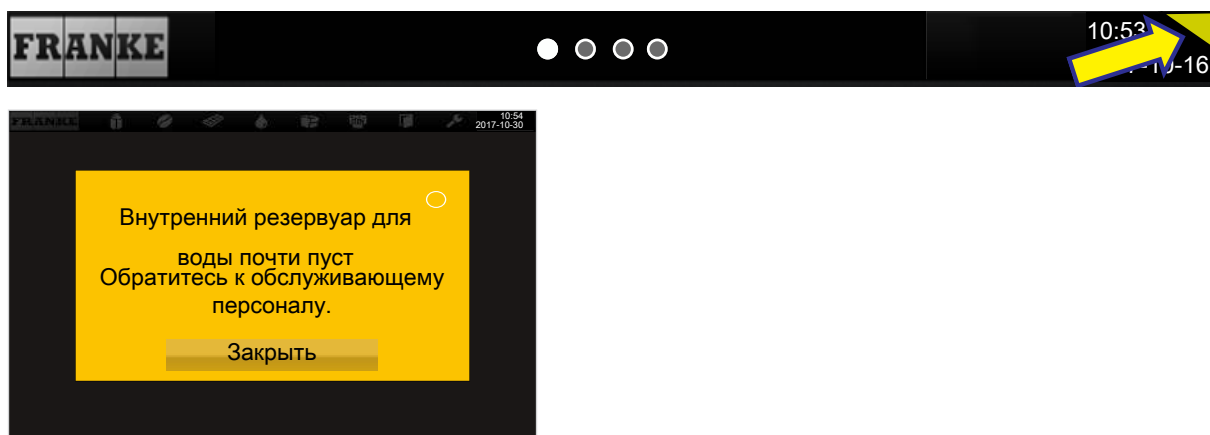 FRANKE
10:53
-10-16
FRANKE
10:54
2017-10-30
Внутренний резервуар для
воды почти пуст
Обратитесь к обслуживающему
персоналу.
Закрыть